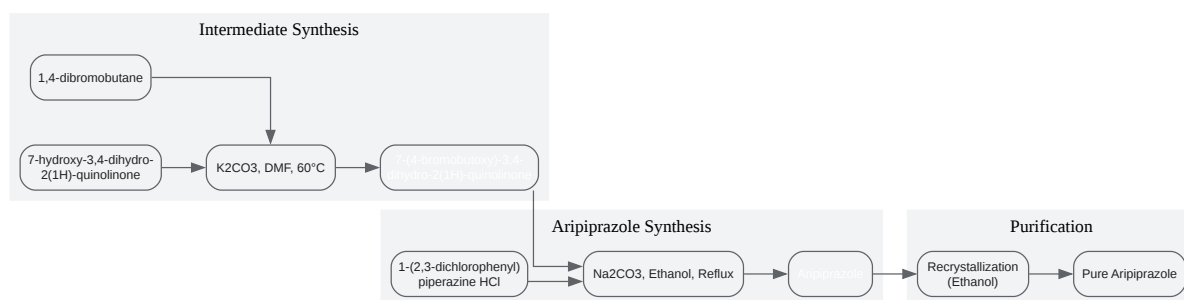 Intermediate Synthesis
1,4-dibromobutane
7-hydroxy-3,4-dihydro-
2(1H)-quinolinone
K2CO3, DMF, 60°C
7-(4-bromobutoxy)-3,4-
dihydro-2(1H)-quinolinone
Aripiprazole Synthesis
1-(2,3-dichlorophenyl)
piperazine HCl
Na2CO3, Ethanol, Reflux
Aripiprazole
Purification
Recrystallization
(Ethanol)
Pure Aripiprazole